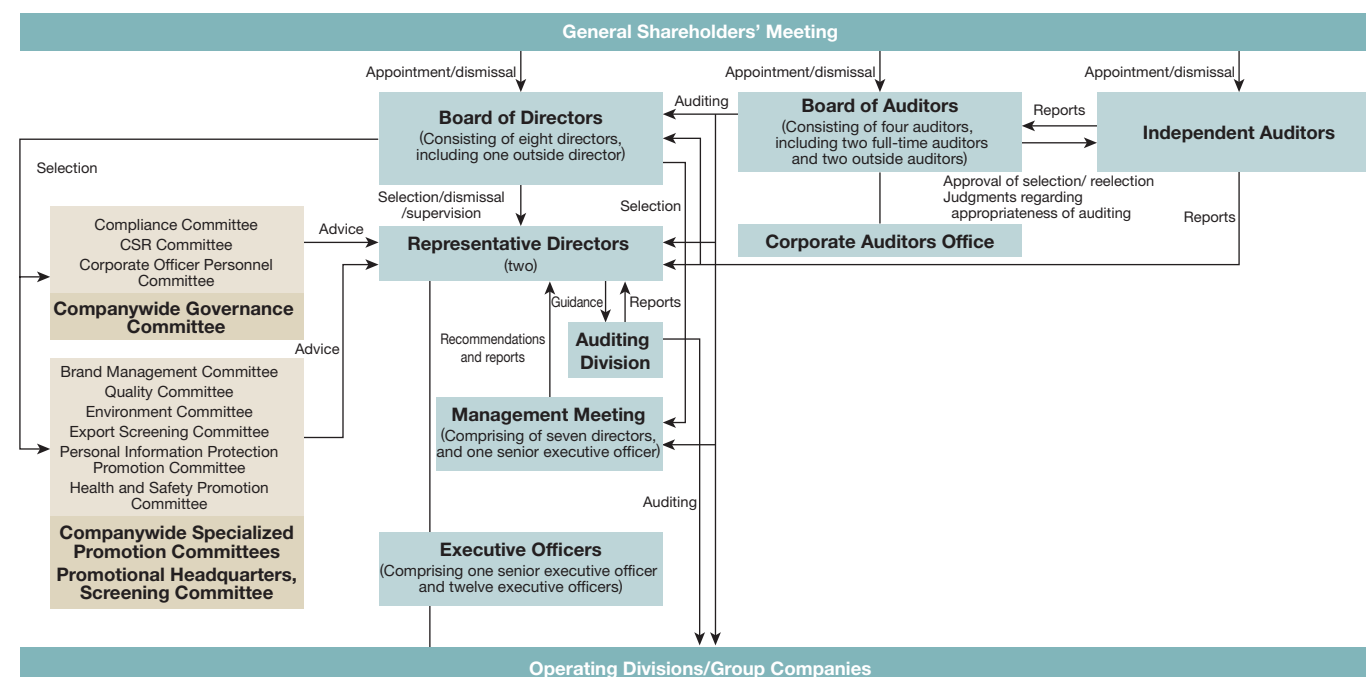 General Shareholders' Meeting
Appointment/dismissal
Appointment/dismissal
Appointment/dismissal
Board of Directors
(Consisting of eight directors,
including one outside director)
Auditing
Board of Auditors
(Consisting of four auditors,
including two full-time auditors
and two outside auditors)
Reports
Independent Auditors
Selection
Selection/dismissal
/supervision
Selection
Approval of selection/ reelection
Judgments regarding
appropriateness of auditing
Reports
Compliance Committee
CSR Committee
Corporate Officer Personnel
Committee
Companywide Governance
Committee
Advice
Representative Directors
(two)
Corporate Auditors Office
Guidance
Reports
Auditing
Division
Recommendations
and reports
Advice
Brand Management Committee
Quality Committee
Environment Committee
Export Screening Committee
Personal Information Protection
Promotion Committee
Health and Safety Promotion
Committee
Companywide Specialized
Promotion Committees
Promotional Headquarters,
Screening Committee
Management Meeting
(Comprising of seven directors,
and one senior executive officer)
Auditing
Executive Officers
(Comprising one senior executive officer
and twelve executive officers)
Operating Divisions/Group Companies